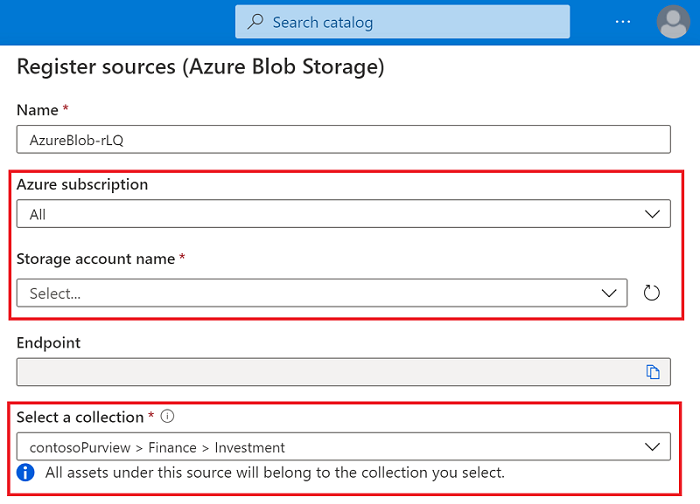 Search catalog
...
Register sources (Azure Blob Storage)
Name *
AzureBlob-rLQ
Azure subscription
All
Storage account name *
Select...
Endpoint
Select a collection *
contosoPurview > Finance > Investment
All assets under this source will belong to the collection you select.